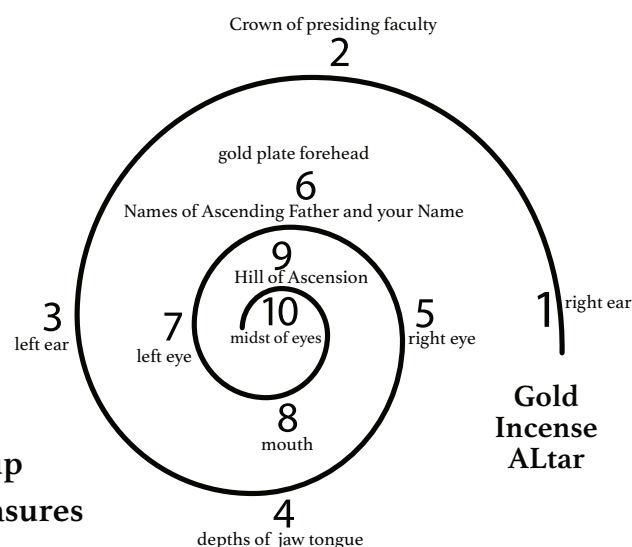 Crown of presiding faculty
2
gold plate forehead
6
Names of Ascending Father and your Name
9
Hill of Ascension
10
midst of eyes
3
left ear
7
left eye
5
right eye
1
right ear
8
mouth
4
depths of jaw tongue
Gold
Incense
ALtar